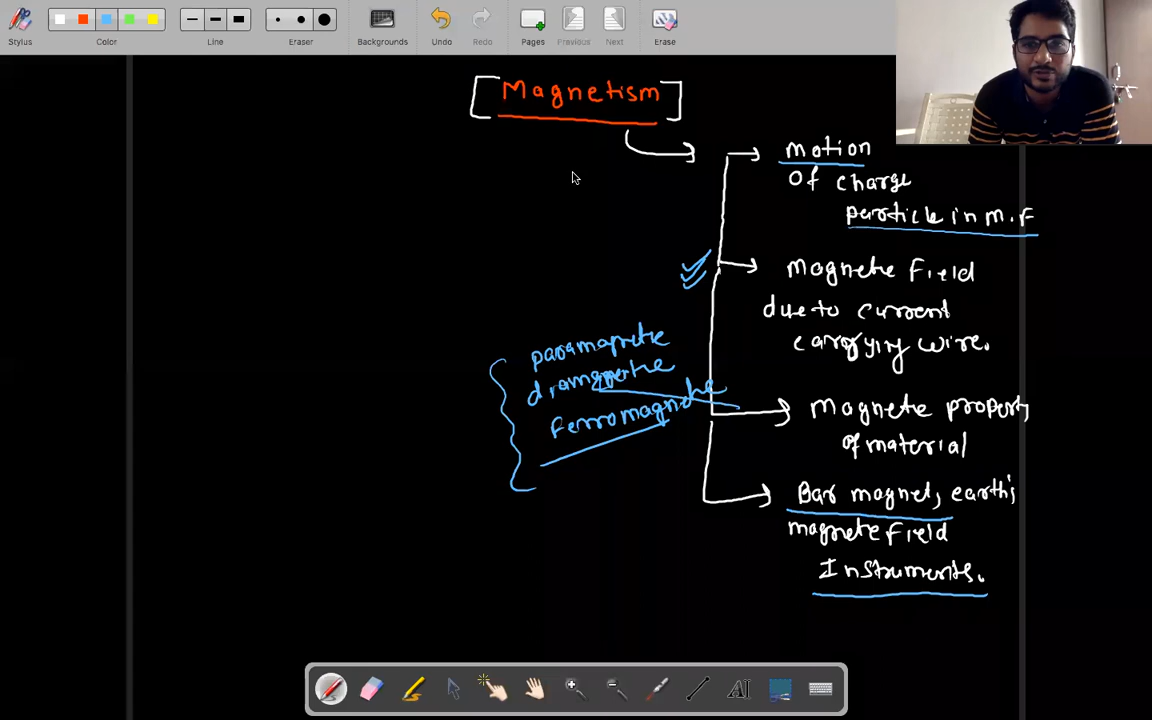 Stylus
Color
Line
Eraser
Backgrounds
Undo
Redo
Pages
Previous
Next
Erase
[Magnetism]
motion
Of charge
particle in M.F
Magnetic Field
due to current
carrying wire.
paramagnetic
diamagnetic
Ferromagnetic
Magnetic property
of material
Bar magnet, earth's
magnetic field
Instruments.
AI